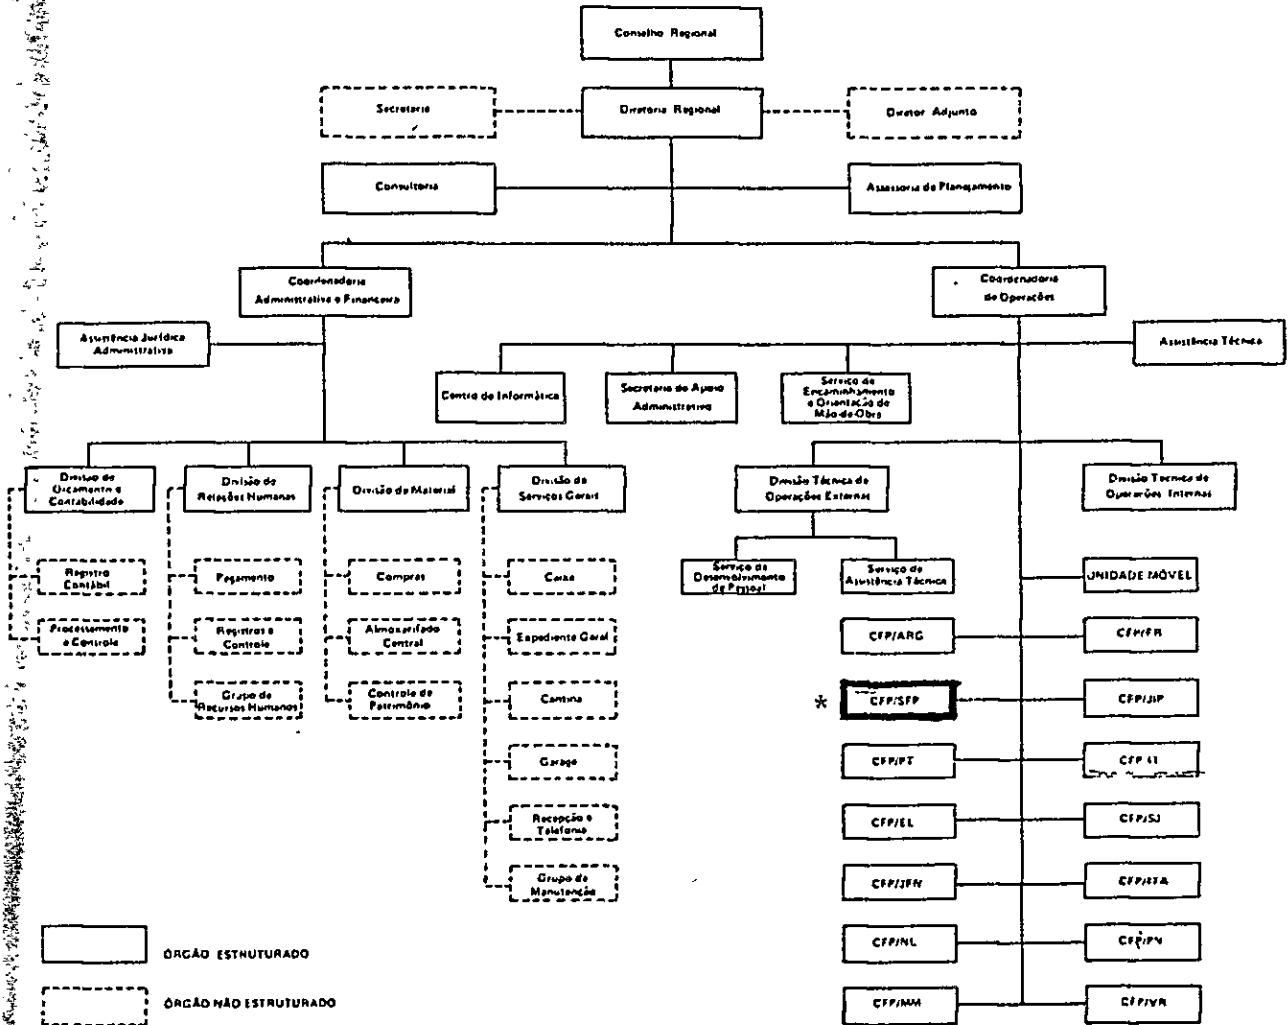 Conselho Regional
Secretaria
Diretoria Regional
Diretor Adjunto
Consultoria
Assessoria de Planejamento
Coordenadoria
Administrativa e Financeira
Coordenadoria
de Operações
Assistência Jurídica
Administrativa
Assistência Técnica
Centro de Informática
Secretaria de Apoio
Administrativo
Serviço de
Encaminhamento
e Orientação de
Mão-de-Obra
Divisão de
Orçamento e
Contabilidade
Divisão de
Relações Humanas
Divisão de Material
Divisão de
Serviços Gerais
Divisão Técnica de
Operações Externas
Divisão Tecnica de
Operações Internas
Serviço de
Desenvolvimento
de Pessoal
Serviço de
Assistência Técnica
Registro
Contábil
Pagamento
Compras
Caixa
UNIDADE MÓVEL
Processamento
e Controle
Registros e
Controle
Almoxarifado
Central
Expediente Geral
CFP/ARG
Grupo de
Recursos Humanos
Controle de
Patrimônio
Cantina
*
CFP/SFP
CFP/JIP
Garage
CFP/PT
CFP
Recepção e
Telefonia
CFP/EL
CFP/SJ
Grupo de
Manutenção
CFP/JFN
CFP/NL
CFP/PN
CFP/MM
CFP/VR
ÓRGÃO ESTRUTURADO
ÓRGÃO NÃO ESTRUTURADO